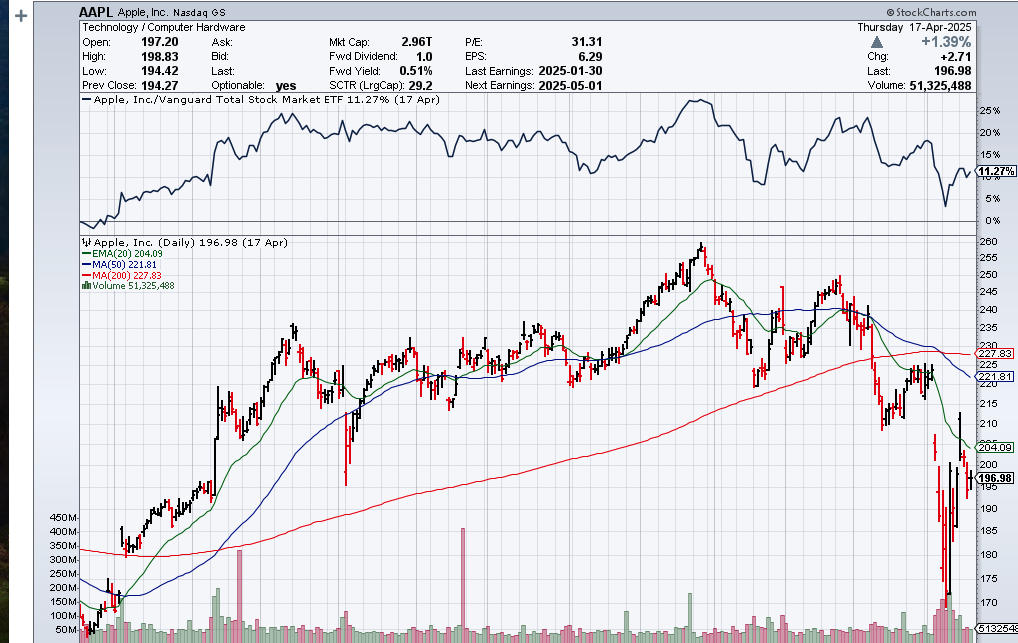 AAPL Apple, Inc. Nasdaq GS
© StockCharts.com
Technology / Computer Hardware
Thursday 17-Apr-2025
Open: 197.20 Ask: Mkt Cap: 2.96T P/E: 31.31 +1.39%
High: 198.83 Bid: Fwd Dividend: 1.0 EPS: 6.29 Chg: +2.71
Low: 194.42 Last: Fwd Yield: 0.51% Last Earnings: 2025-01-30 Last: 196.98
Prev Close: 194.27 Optionable: yes SCTR (LrgCap): 29.2 Next Earnings: 2025-05-01 Volume: 51,325,488
Apple, Inc./Vanguard Total Stock Market ETF 11.27% (17 Apr)
25%
20%
15%
11.27%
10%
5%
0%
Apple, Inc. (Daily) 196.98 (17 Apr)
EMA(20) 204.09
MA(50) 221.81
MA(200) 227.83
Volume 51,325,488
260
255
250
245
240
235
230
227.83
225
221.81
220
215
210
204.09
200
196.98
195
190
185
180
175
170
450M
400M
350M
300M
250M
200M
150M
100M
50M